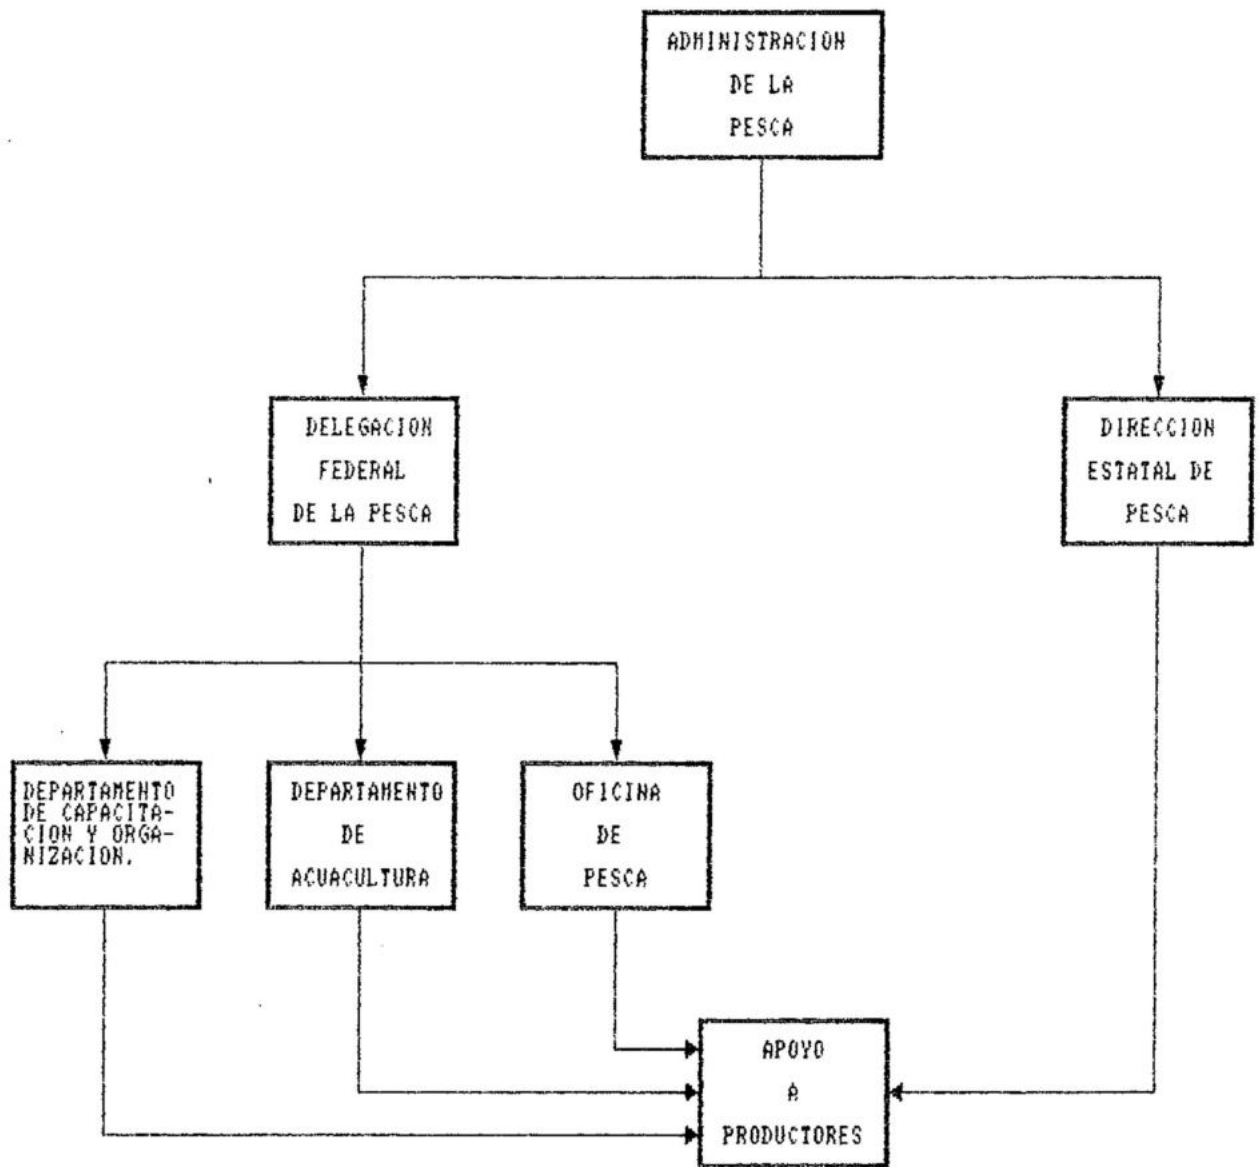 ADMINISTRACION
DE LA
PESCA
DELEGACION
FEDERAL
DE LA PESCA
DIRECCION
ESTATAL DE
PESCA
DEPARTAMENTO
DE CAPACITA-
CION Y ORGA-
NIZACION.
DEPARTAMENTO
DE
ACUACULTURA
OFICINA
DE
PESCA
APOYO
A
PRODUCTORES